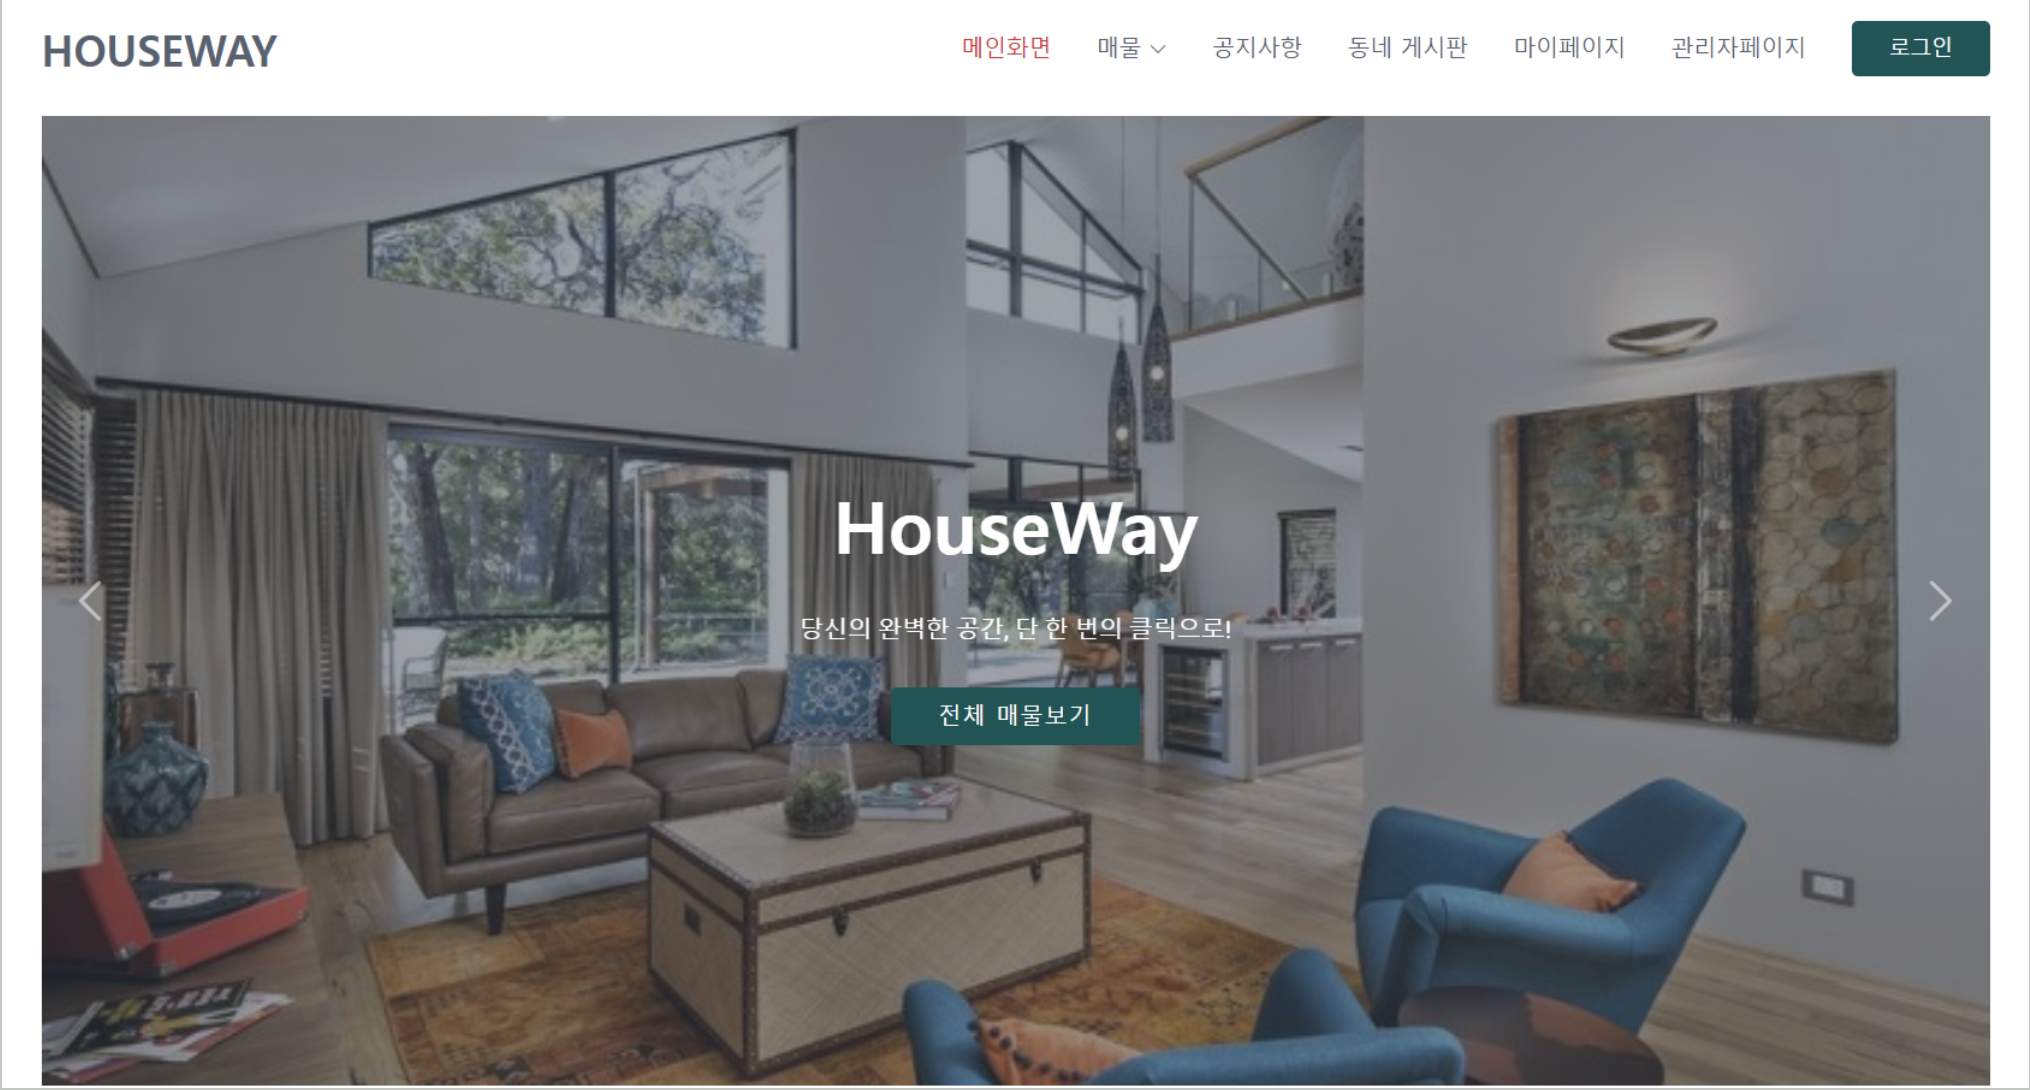 HOUSEWAY
메인화면 매물 공지사항 동네 게시판 마이페이지 관리자페이지 로그인
HouseWay
당신의 완벽한 공간, 단 한 번의 클릭으로!
전체 매물보기